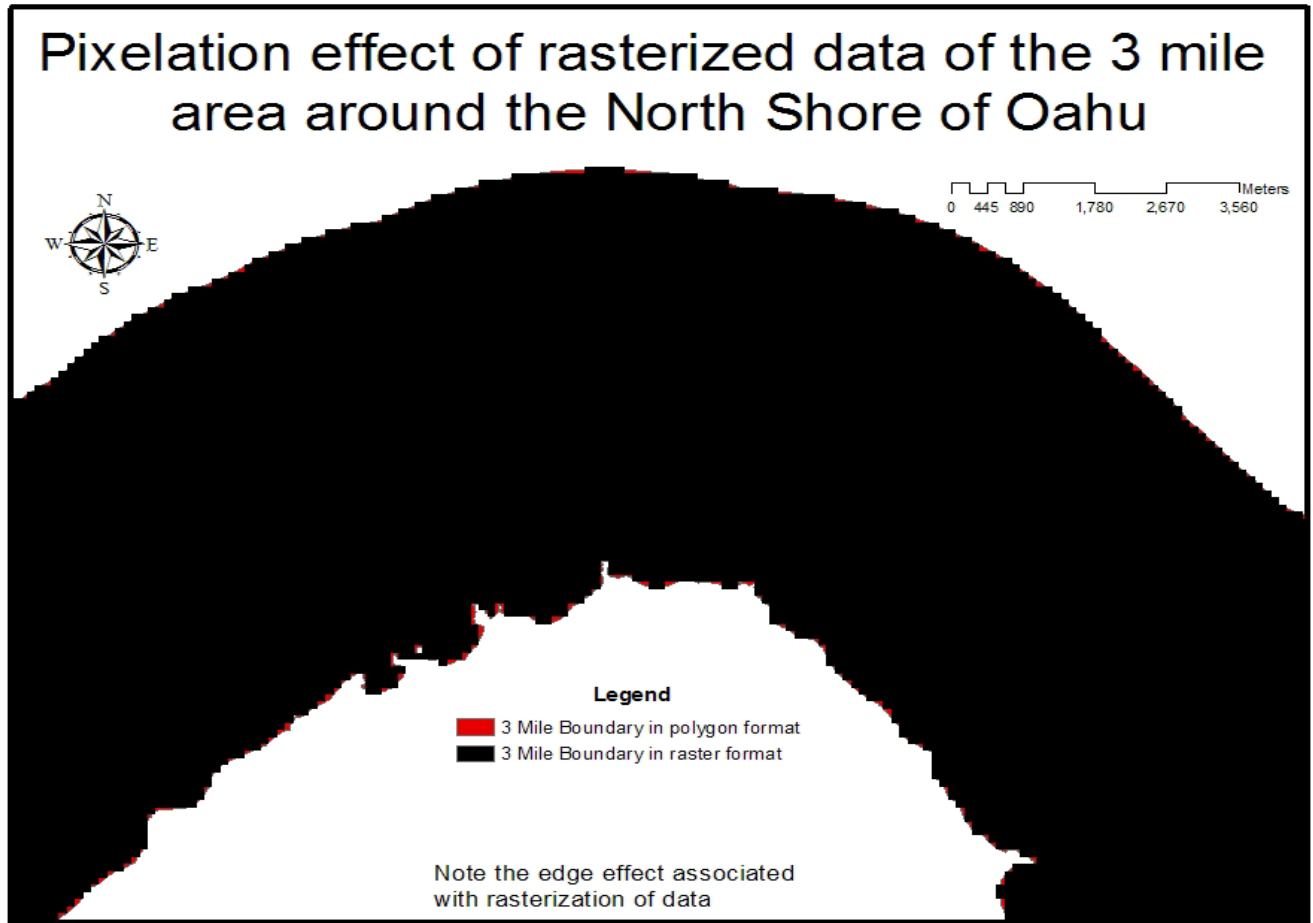 Pixelation effect of rasterized data of the 3 mile
area around the North Shore of Oahu
N
W E
S
Meters
0 445 890 1,780 2,670 3,560
Legend
3 Mile Boundary in polygon format
3 Mile Boundary in raster format
Note the edge effect associated
with rasterization of data